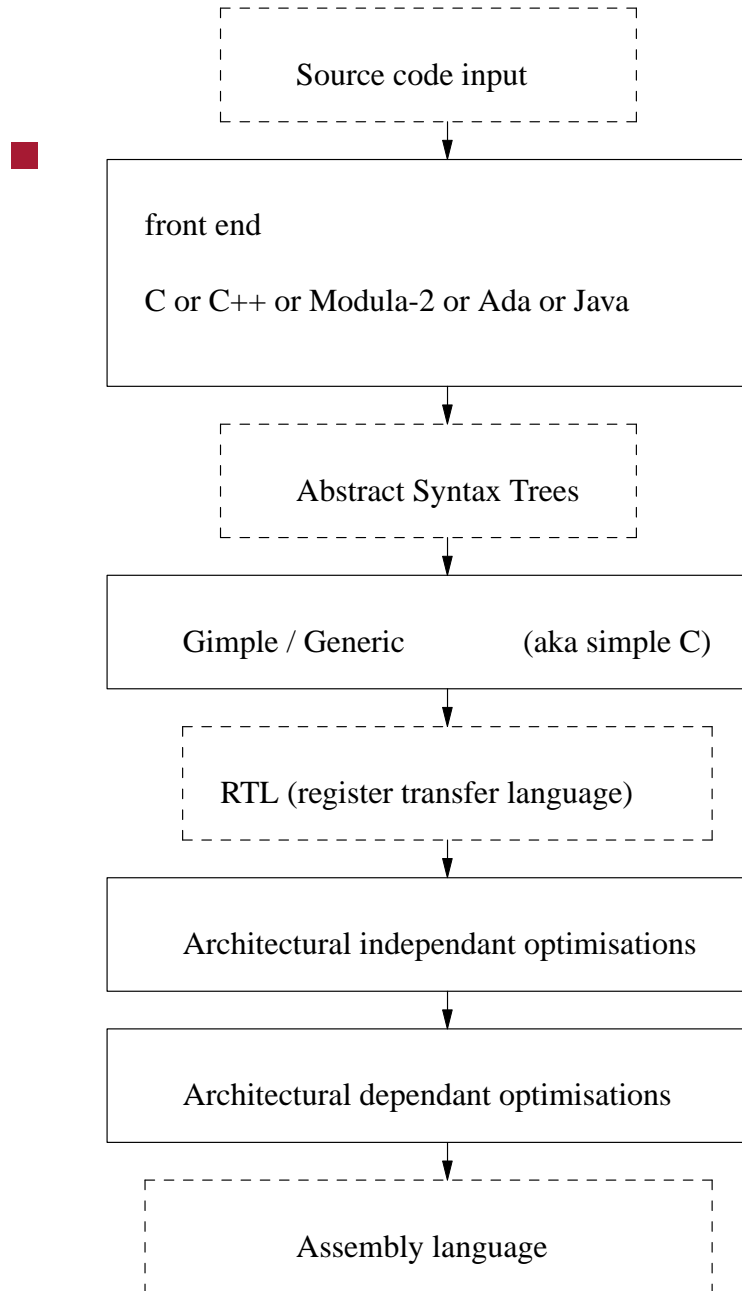 Source code input
front end
C or C++ or Modula-2 or Ada or Java
Abstract Syntax Trees
Gimple / Generic (aka simple C)
RTL (register transfer language)
Architectural independant optimisations
Architectural dependant optimisations
Assembly language